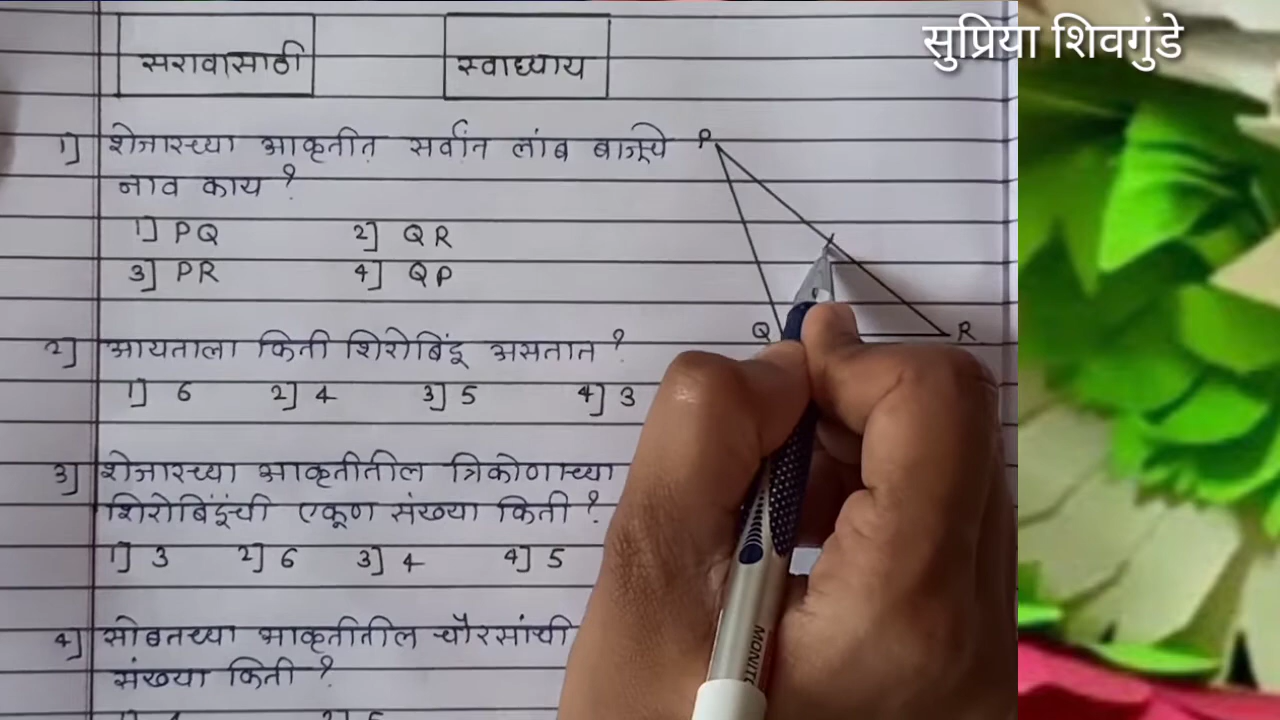 सुप्रिया शिवगुंडे
सरावासाठी
स्वाध्याय
1] शेजारच्या आकृतीत सर्वांत लांब बाजूचे
नाव काय ?
1] PQ 2] QR
3] PR 4] QP
P
Q R
2] आयताला किती शिरोबिंदू असतात ?
1] 6 2] 4 3] 5 4] 3
3] शेजारच्या आकृतीतील त्रिकोणाच्या
शिरोबिंदूंची एकूण संख्या किती ?
1] 3 2] 6 3] 4 4] 5
4] सोबतच्या आकृतीतील चौरसांची
संख्या किती ?
MONITO